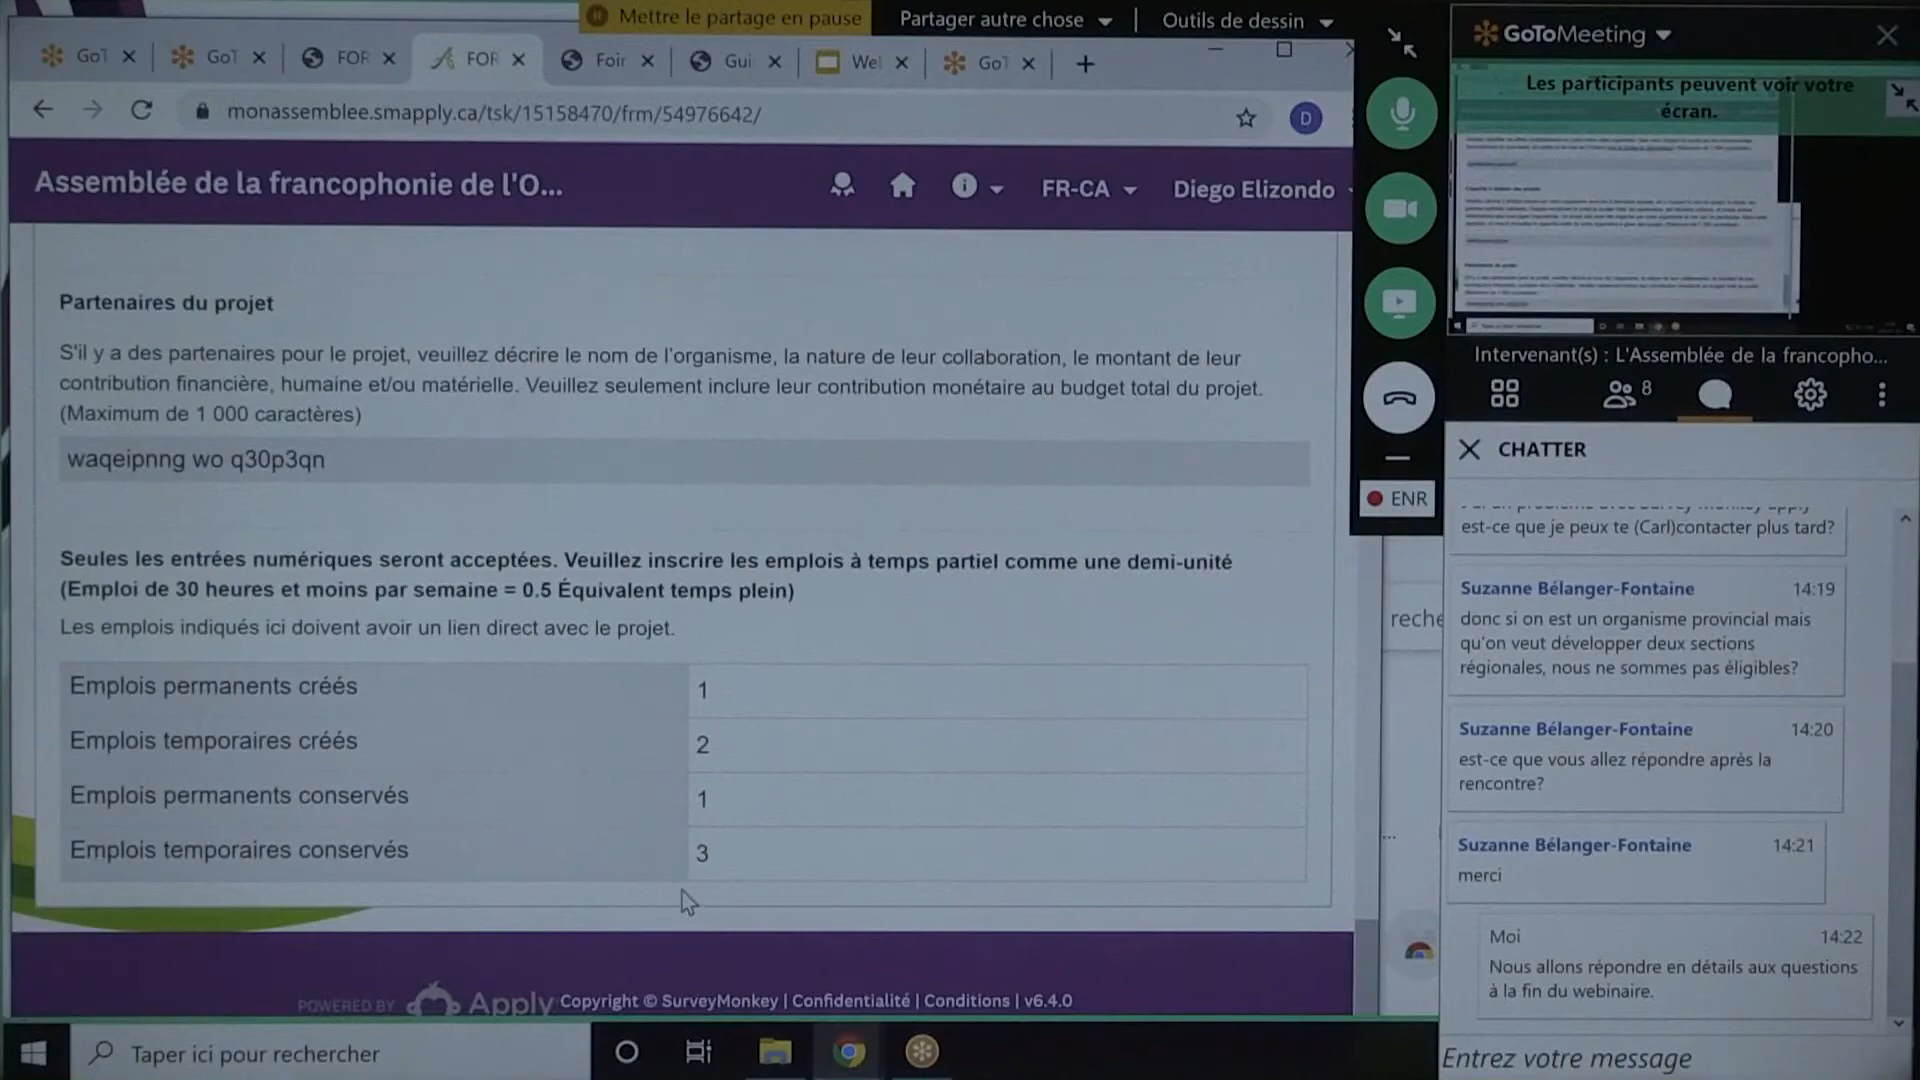 Mettre le partage en pause
Partager autre chose
Outils de dessin
GoT
GoT
FOR
FOR
Foir
Gui
We
GoT
monassemblee.smapply.ca/tsk/15158470/frm/54976642/
D
Assemblée de la francophonie de l'O...
FR-CA
Diego Elizondo
Partenaires du projet
S'il y a des partenaires pour le projet, veuillez décrire le nom de l'organisme, la nature de leur collaboration, le montant de leur
contribution financière, humaine et/ou matérielle. Veuillez seulement inclure leur contribution monétaire au budget total du projet.
(Maximum de 1 000 caractères)
waqeipnng wo q30p3qn
Seules les entrées numériques seront acceptées. Veuillez inscrire les emplois à temps partiel comme une demi-unité
(Emploi de 30 heures et moins par semaine = 0.5 Équivalent temps plein)
Les emplois indiqués ici doivent avoir un lien direct avec le projet.
Emplois permanents créés 1
Emplois temporaires créés 2
Emplois permanents conservés 1
Emplois temporaires conservés 3
POWERED BY Apply Copyright © SurveyMonkey | Confidentialité | Conditions | v6.4.0
Taper ici pour rechercher
ENR
reche
...
GoToMeeting
Les participants peuvent voir votre
écran.
Intervenant(s) : L'Assemblée de la francopho...
8
CHATTER
est-ce que je peux te (Carl)contacter plus tard?
Suzanne Bélanger-Fontaine 14:19
donc si on est un organisme provincial mais
qu'on veut développer deux sections
régionales, nous ne sommes pas éligibles?
Suzanne Bélanger-Fontaine 14:20
est-ce que vous allez répondre après la
rencontre?
Suzanne Bélanger-Fontaine 14:21
merci
Moi 14:22
Nous allons répondre en détails aux questions
à la fin du webinaire.
Entrez votre message